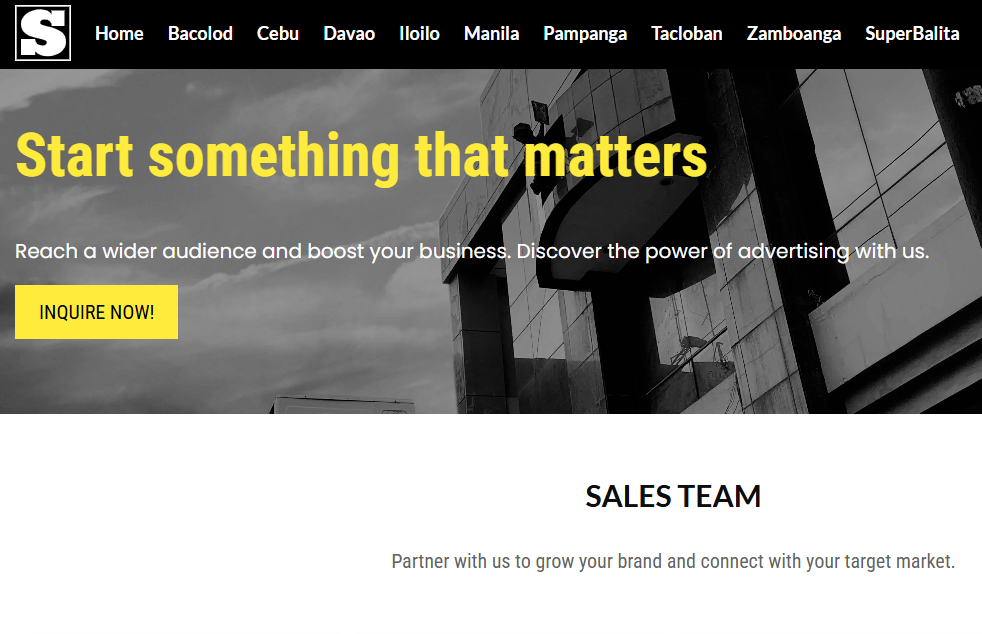 S
Home Bacolod Cebu Davao Iloilo Manila Pampanga Tacloban Zamboanga SuperBalita
Start something that matters
Reach a wider audience and boost your business. Discover the power of advertising with us.
INQUIRE NOW!
SALES TEAM
Partner with us to grow your brand and connect with your target market.